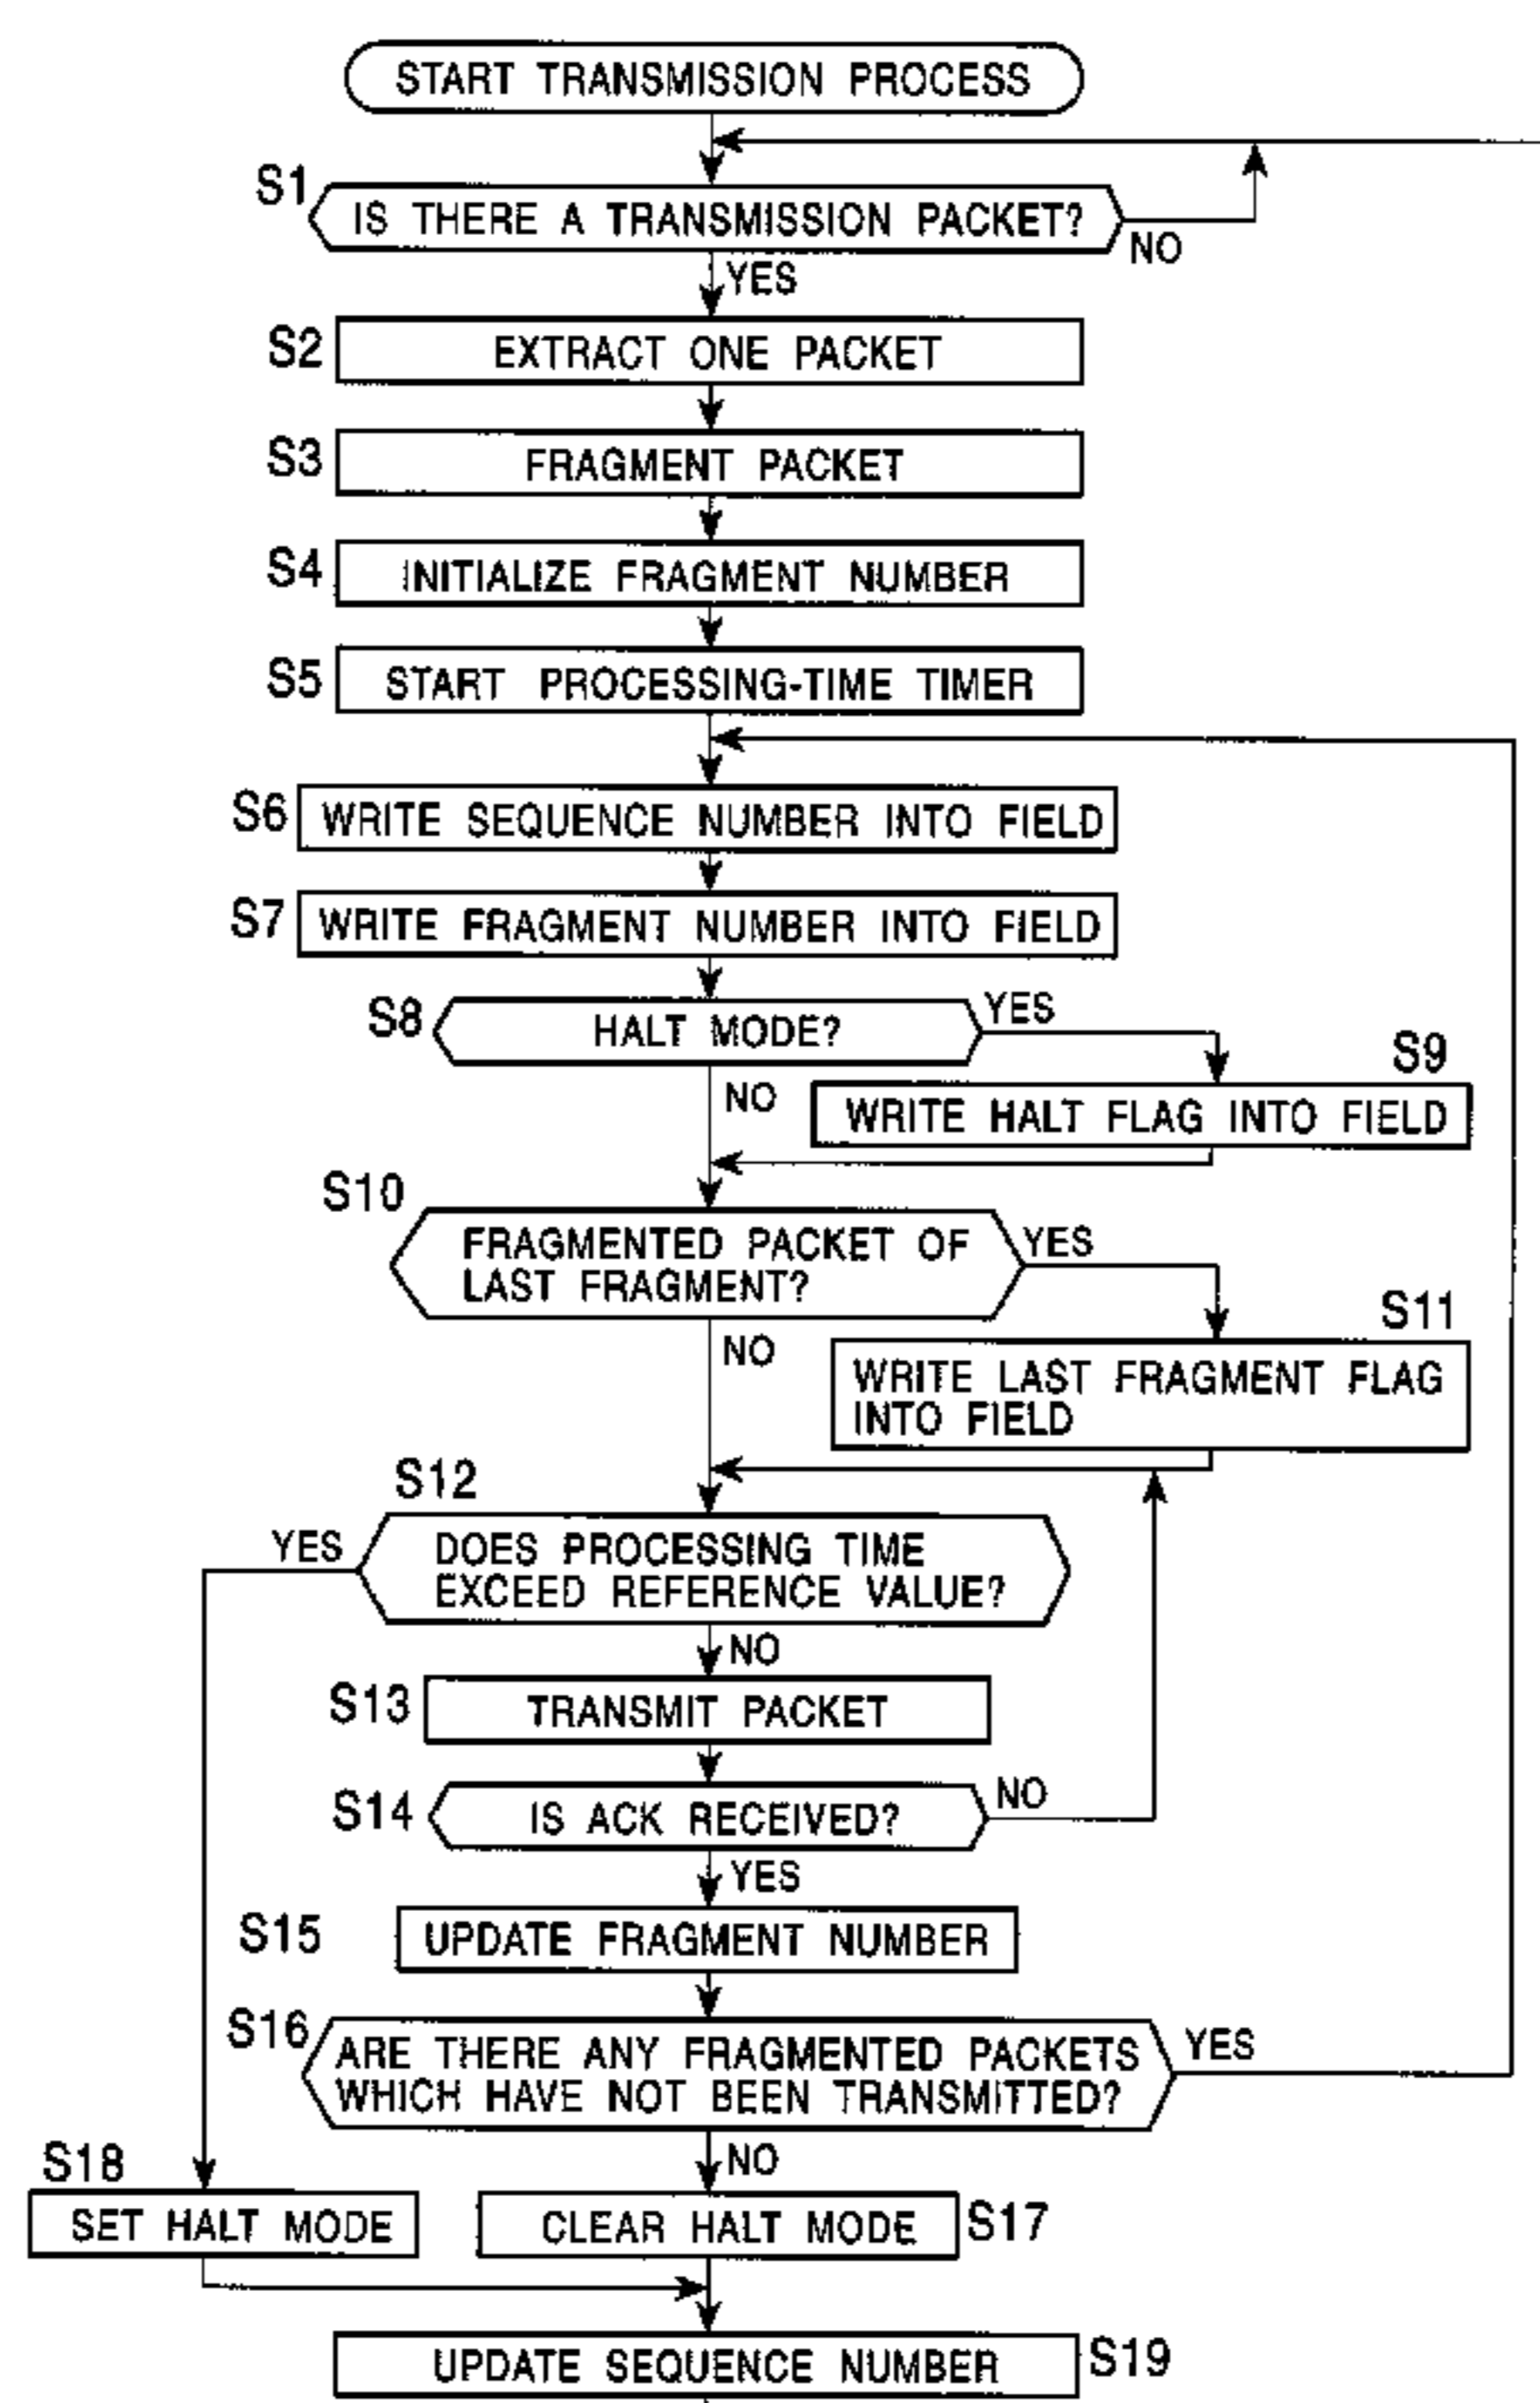 START TRANSMISSION PROCESS
S1
IS THERE A TRANSMISSION PACKET?
NO
YES
S2
EXTRACT ONE PACKET
S3
FRAGMENT PACKET
S4
INITIALIZE FRAGMENT NUMBER
S5
START PROCESSING-TIME TIMER
S6
WRITE SEQUENCE NUMBER INTO FIELD
S7
WRITE FRAGMENT NUMBER INTO FIELD
S8
HALT MODE?
YES
NO
S9
WRITE HALT FLAG INTO FIELD
S10
FRAGMENTED PACKET OF
LAST FRAGMENT?
YES
NO
S11
WRITE LAST FRAGMENT FLAG
INTO FIELD
S12
YES
DOES PROCESSING TIME
EXCEED REFERENCE VALUE?
NO
S13
TRANSMIT PACKET
S14
IS ACK RECEIVED?
NO
YES
S15
UPDATE FRAGMENT NUMBER
S16
ARE THERE ANY FRAGMENTED PACKETS
WHICH HAVE NOT BEEN TRANSMITTED?
YES
NO
S18
SET HALT MODE
CLEAR HALT MODE
S17
UPDATE SEQUENCE NUMBER
S19